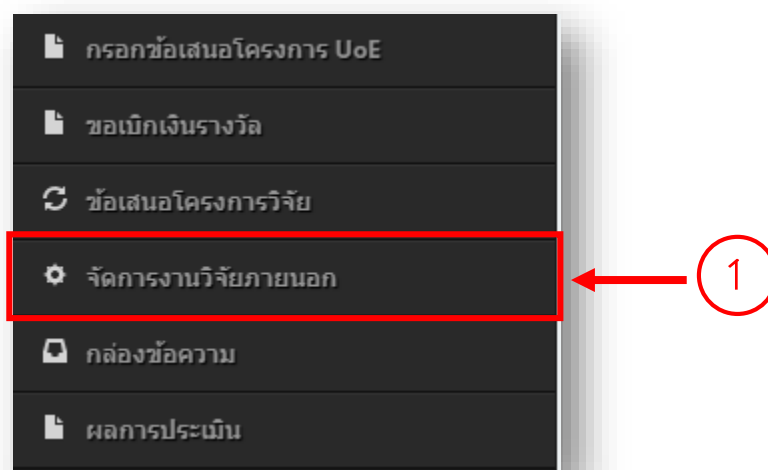 กรอกข้อเสนอโครงการ UoE
ขอเบิกเงินรางวัล
ข้อเสนอโครงการวิจัย
จัดการงานวิจัยภายนอก
1
กล่องข้อความ
ผลการประเมิน